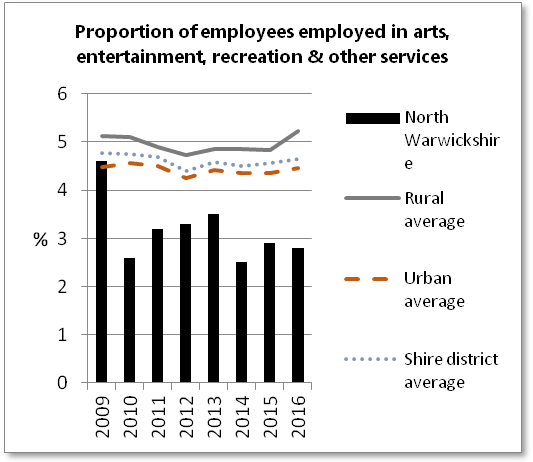 Proportion of employees employed in arts,
entertainment, recreation & other services
6
5
4
3
2
1
0
%
2009
2010
2011
2012
2013
2014
2015
2016
North
Warwickshir
e
Rural
average
Urban
average
Shire district
average